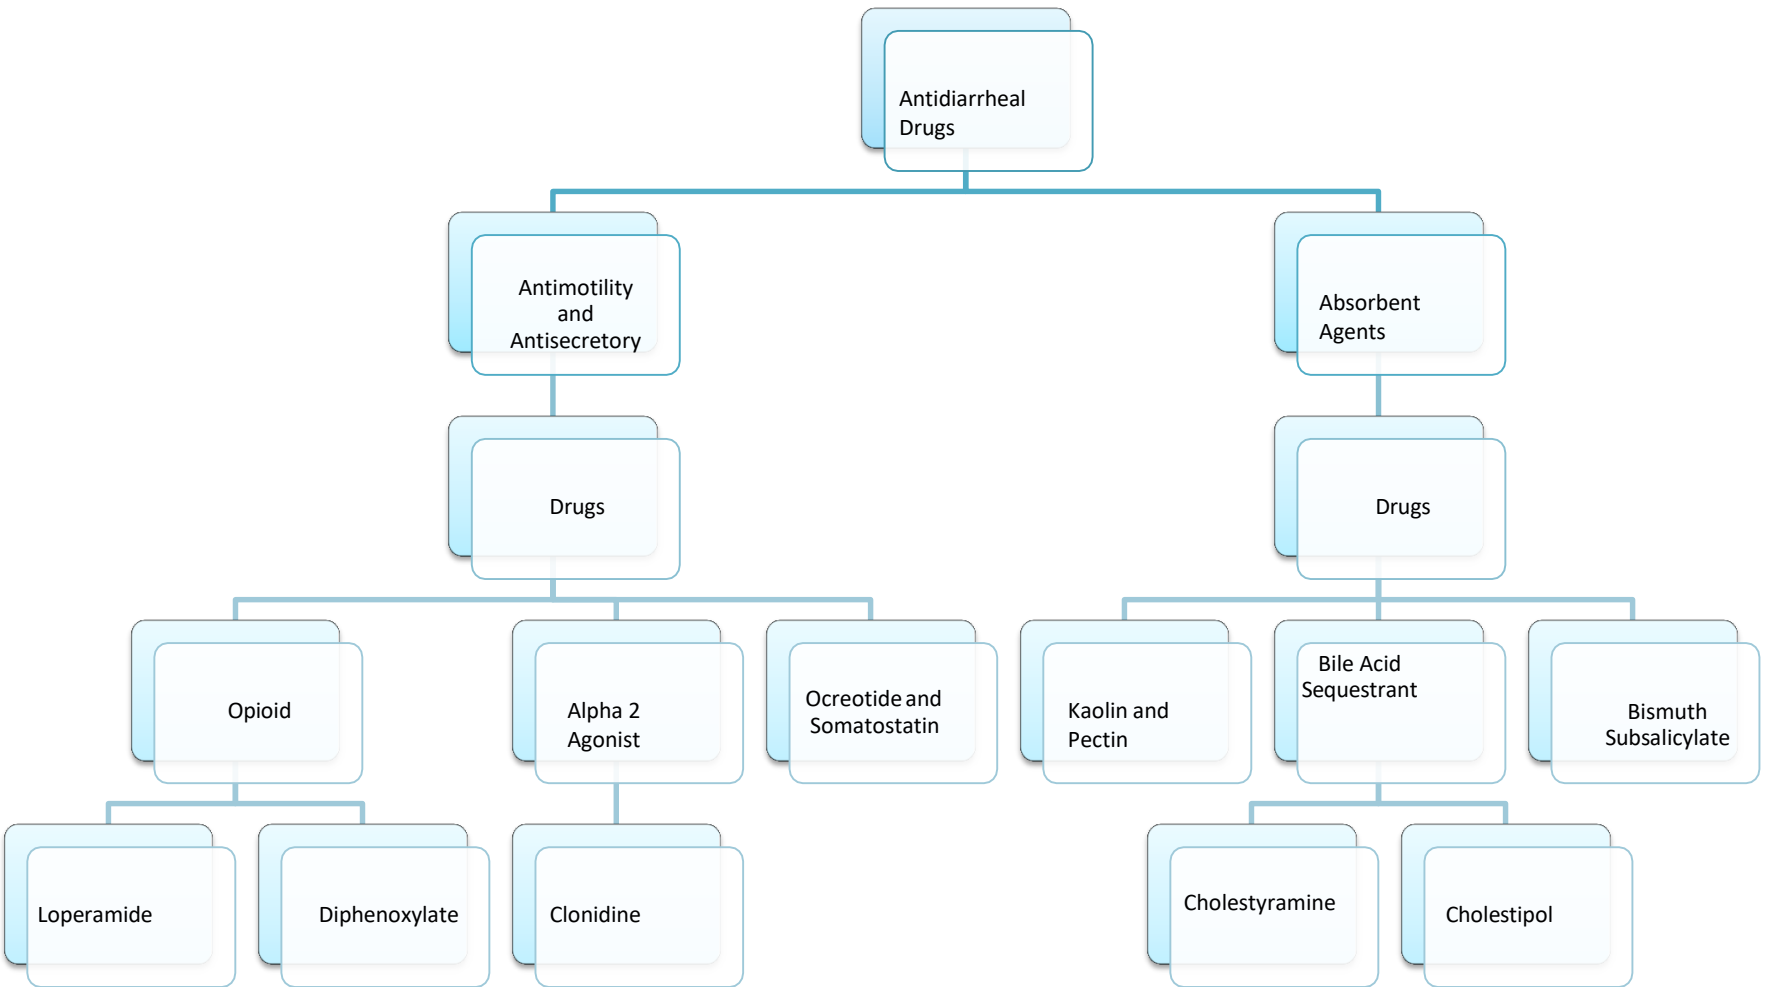 Antidiarrheal
Drugs
Antimotility
and
Antisecretory
Absorbent
Agents
Drugs
Drugs
Opioid
Alpha 2
Agonist
Ocreotide and
Somatostatin
Kaolin and
Pectin
Bile Acid
Sequestrant
Bismuth
Subsalicylate
Loperamide
Diphenoxylate
Clonidine
Cholestyramine
Cholestipol